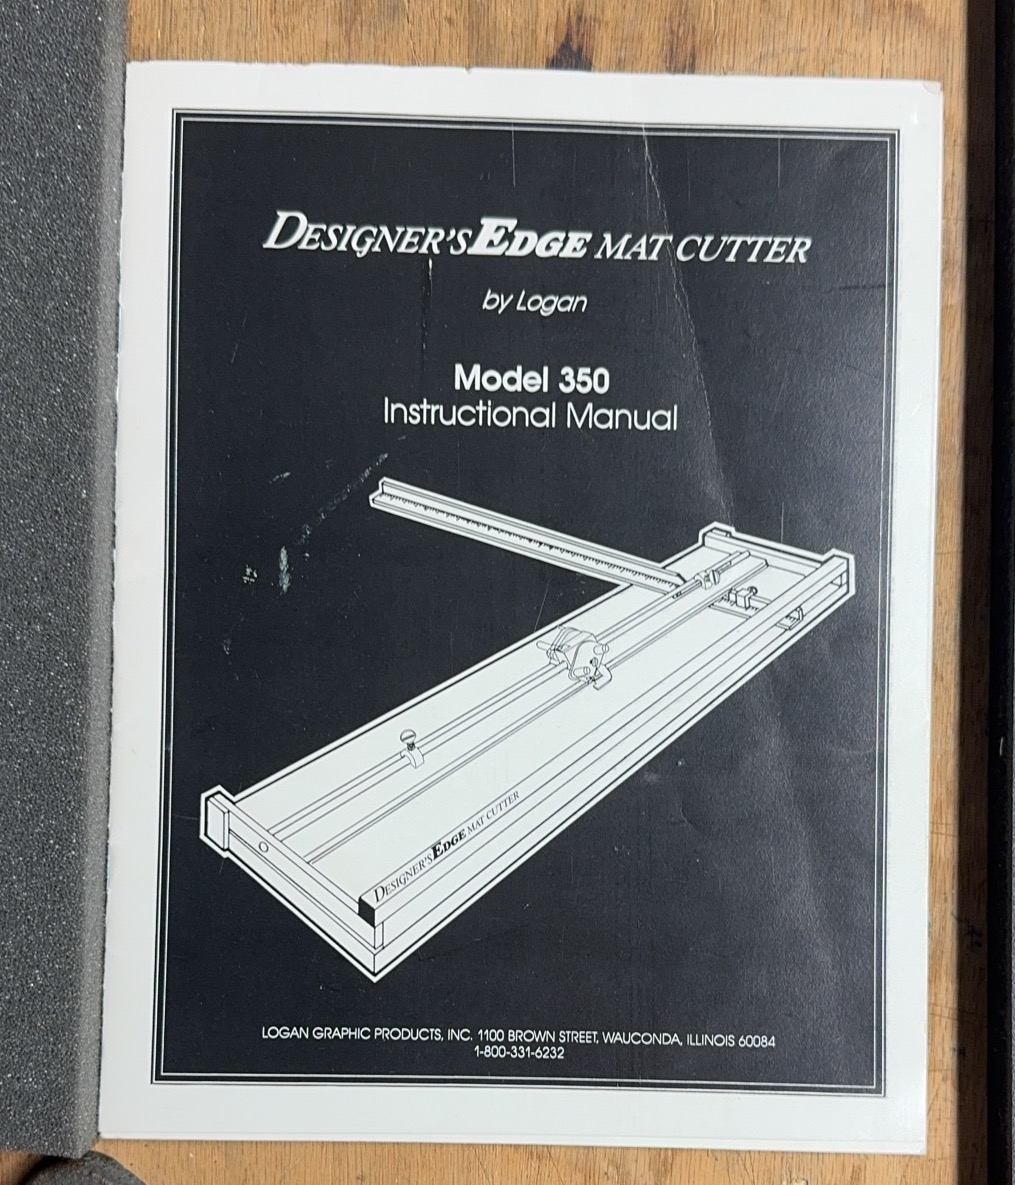 DESIGNER'S EDGE MAT CUTTER
by Logan
Model 350
Instructional Manual
DESIGNER'S EDGE MAT CUTTER
LOGAN GRAPHIC PRODUCTS, INC. 1100 BROWN STREET, WAUCONDA, ILLINOIS 60084
1-800-331-6232